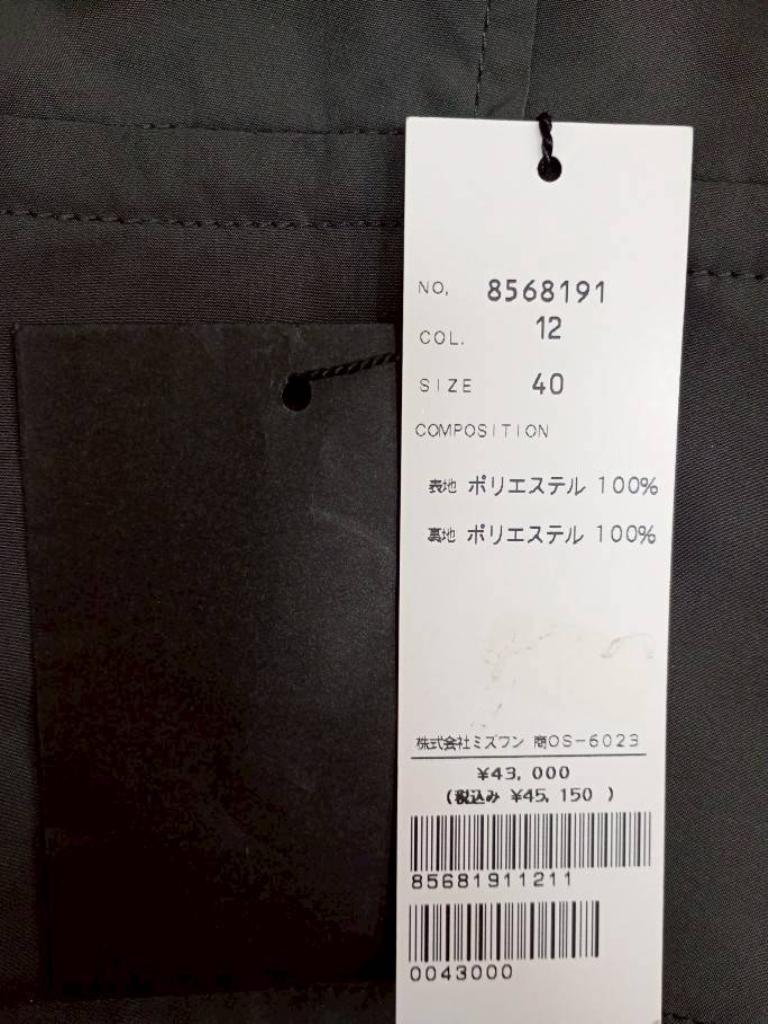 NO. 8568191
COL. 12
SIZE 40
COMPOSITION
表地 ポリエステル 100%
裏地 ポリエステル 100%
株式会社ミズワン 商OS-6023
¥43,000
(税込み ¥45,150 )
85681911211
0043000